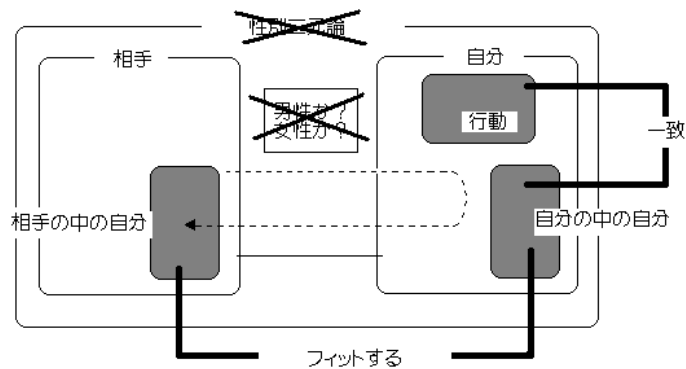 性別二元論
相手
自分
男性か?
女性か?
行動
一致
相手の中の自分
自分の中の自分
フィットする